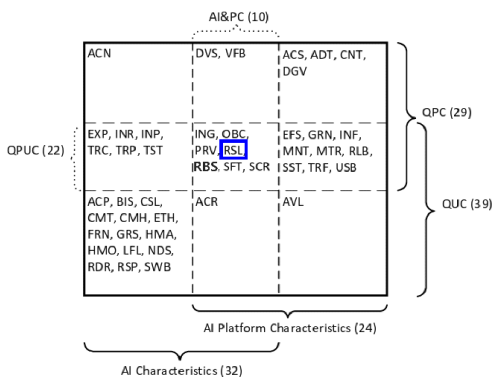 AI&PC (10)
ACN
DVS, VFB
ACS, ADT, CNT,
DGV
QPC (29)
EXP, INR, INP,
TRC, TRP, TST
QPUC (22)
ING, OBC,
PRV, RSL,
RBS, SFT, SCR
EFS, GRN, INF,
MNT, MTR, RLB,
SST, TRF, USB
QUC (39)
ACP, BIS, CSL,
CMT, CMH, ETH,
FRN, GRS, HMA,
HMO, LFL, NDS,
RDR, RSP, SWB
ACR
AVL
AI Platform Characteristics (24)
AI Characteristics (32)